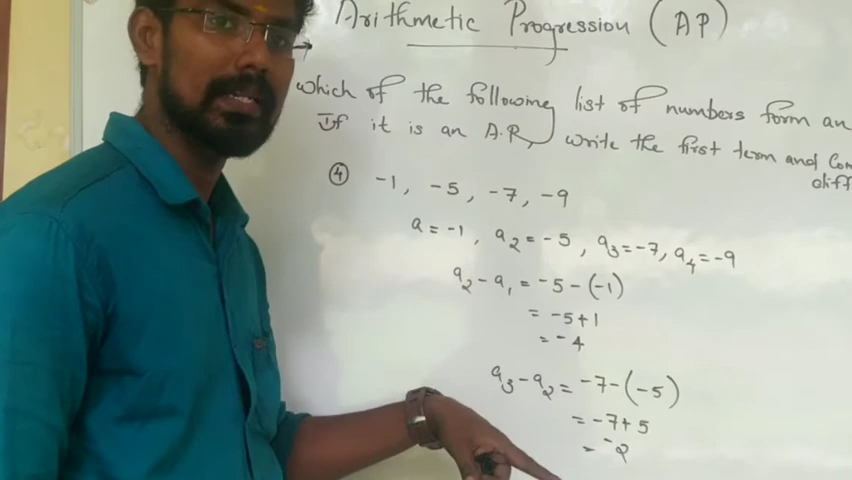 → Arithmetic Progression (AP)
which of the following list of numbers form an
If it is an A.P, write the first term and Com
diff
④ -1, -5, -7, -9
a = -1, a₂ = -5, a₃ = -7, a₄ = -9
a₂ - a₁ = -5 - (-1)
= -5+1
= -4
a₃ - a₂ = -7 - (-5)
= -7+5
= -2